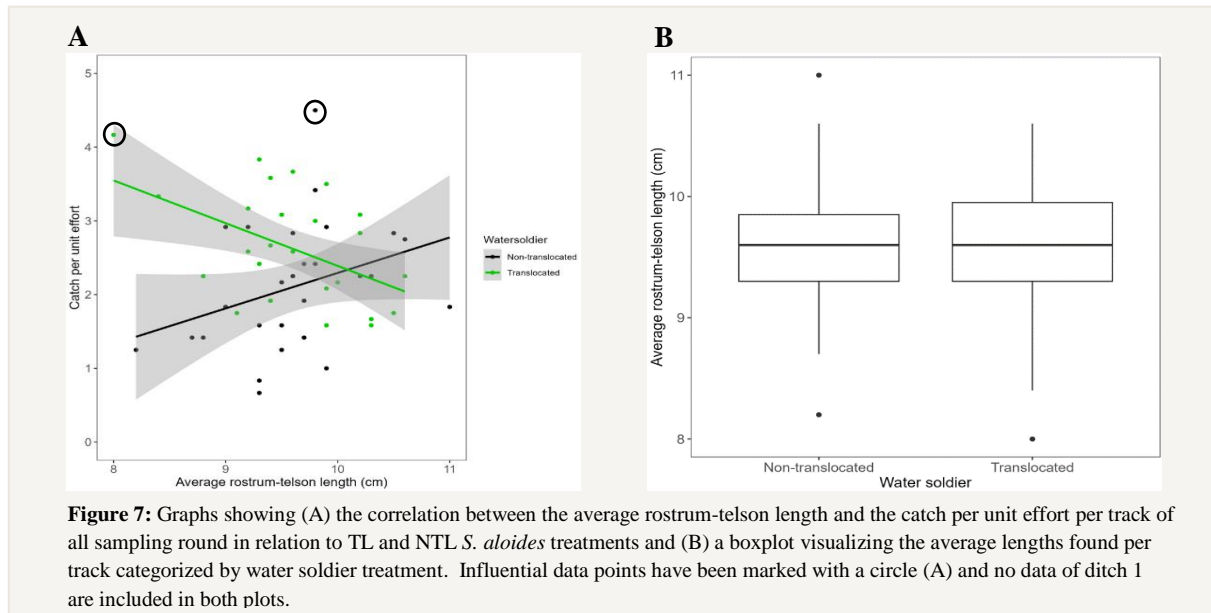 A
5
4
3
2
1
0
Catch per unit effort
8 9 10 11
Average rostrum-telson length (cm)
Watersoldier
Non-translocated
Translocated
B
11
10
9
8
Average rostrum-telson length (cm)
Non-translocated Translocated
Water soldier
Figure 7: Graphs showing (A) the correlation between the average rostrum-telson length and the catch per unit effort per track of
all sampling round in relation to TL and NTL S. aloides treatments and (B) a boxplot visualizing the average lengths found per
track categorized by water soldier treatment. Influential data points have been marked with a circle (A) and no data of ditch 1
are included in both plots.